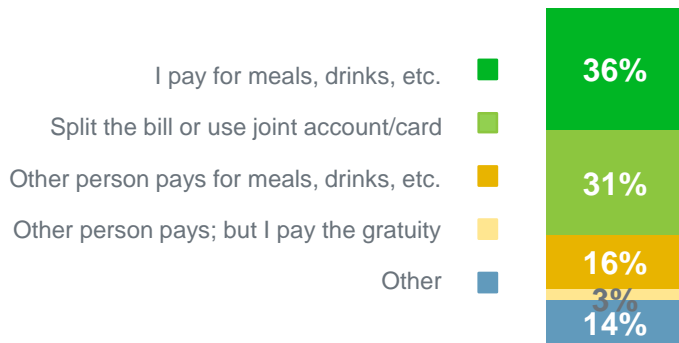 I pay for meals, drinks, etc.
36%
Split the bill or use joint account/card
31%
Other person pays for meals, drinks, etc.
16%
Other person pays; but I pay the gratuity
3%
Other
14%